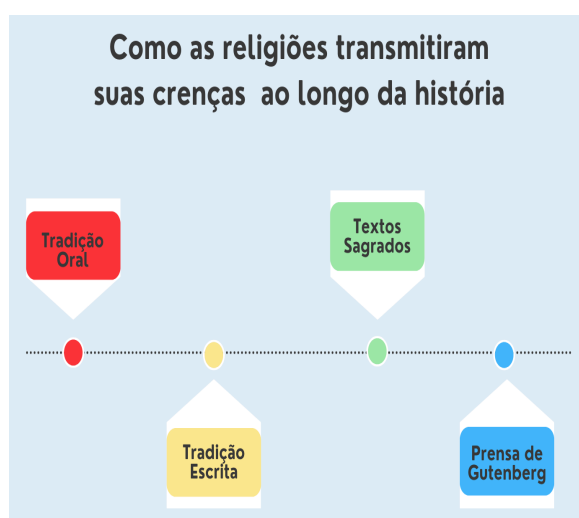 Como as religiões transmitiram
suas crenças ao longo da história
Tradição
Oral
Textos
Sagrados
Tradição
Escrita
Prensa de
Gutenberg